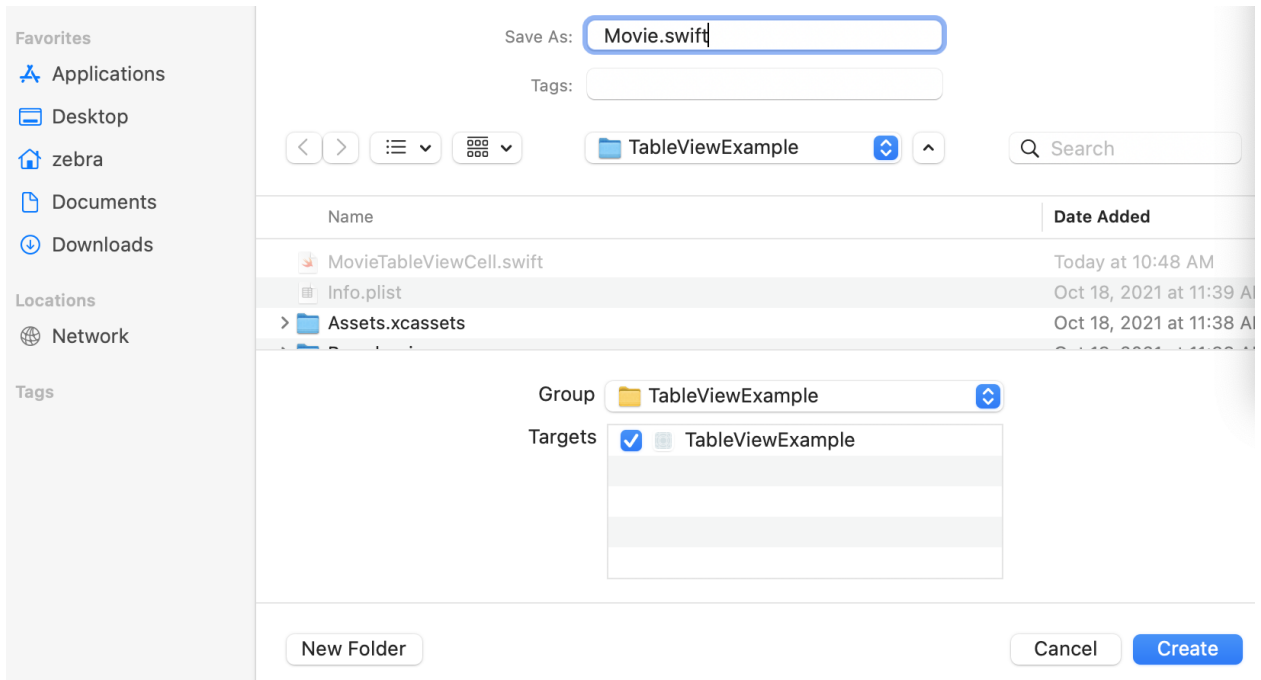 Favorites
Applications
Desktop
zebra
Documents
Downloads
Locations
Network
Tags
Save As: Movie.swift
Tags:
TableViewExample
Search
Name Date Added
MovieTableViewCell.swift Today at 10:48 AM
Info.plist Oct 18, 2021 at 11:39
Assets.xcassets Oct 18, 2021 at 11:38
Group TableViewExample
Targets TableViewExample
New Folder Cancel Create